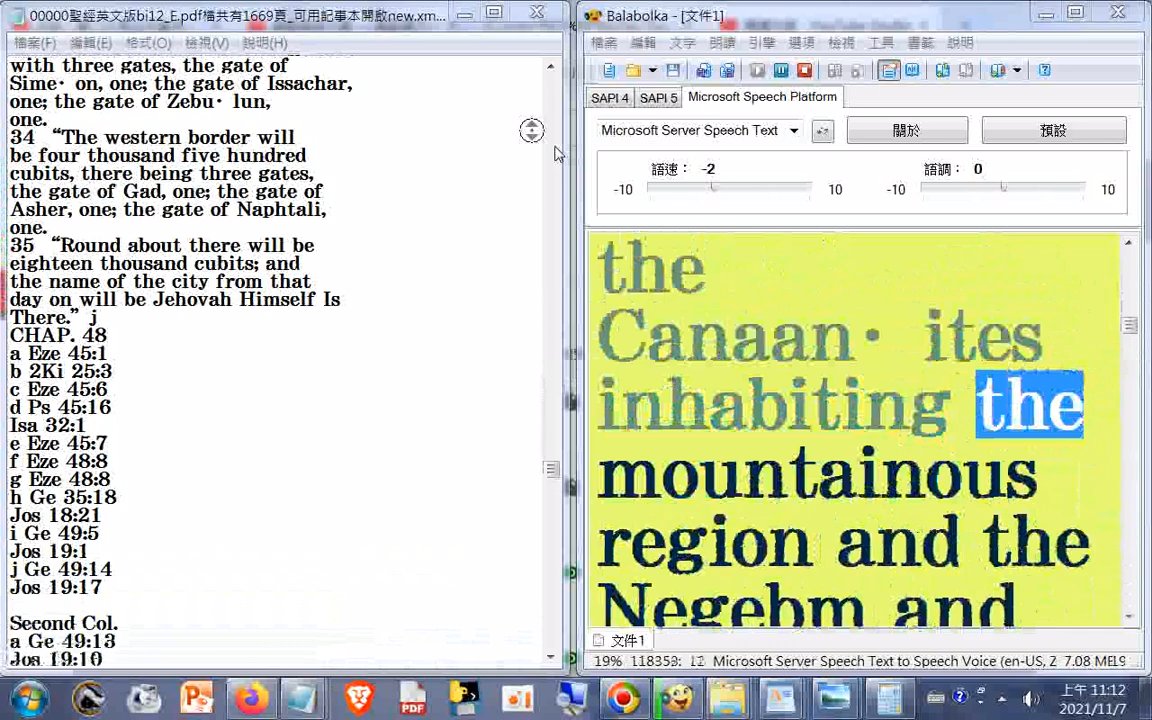 00000聖經英文版bi12_E.pdf檔共有1669頁_可用記事本開啟new.xm...
檔案(F) 編輯(E) 格式(O) 檢視(V) 說明(H)
with three gates, the gate of
Sime· on, one; the gate of Issachar,
one; the gate of Zebu· lun,
one.
34 “The western border will
be four thousand five hundred
cubits, there being three gates,
the gate of Gad, one; the gate of
Asher, one; the gate of Naphtali,
one.
35 “Round about there will be
eighteen thousand cubits; and
the name of the city from that
day on will be Jehovah Himself Is
There.” j
CHAP. 48
a Eze 45:1
b 2Ki 25:3
c Eze 45:6
d Ps 45:16
Isa 32:1
e Eze 45:7
f Eze 48:8
g Eze 48:8
h Ge 35:18
Jos 18:21
i Ge 49:5
Jos 19:1
j Ge 49:14
Jos 19:17
Second Col.
a Ge 49:13
Jos 19:10
Balabolka - [文件1]
檔案 編輯 文字 朗讀 引擎 選項 檢視 工具 書籤 說明
SAPI 4 SAPI 5 Microsoft Speech Platform
Microsoft Server Speech Text 關於 預設
語速: -2 語調: 0
-10 10 -10 10
the
Canaan· ites
inhabiting the
mountainous
region and the
Negebm and
文件1
19% 118353: 12 Microsoft Server Speech Text to Speech Voice (en-US, Z 7.08 ME19%
PDF
上午 11:12
2021/11/7